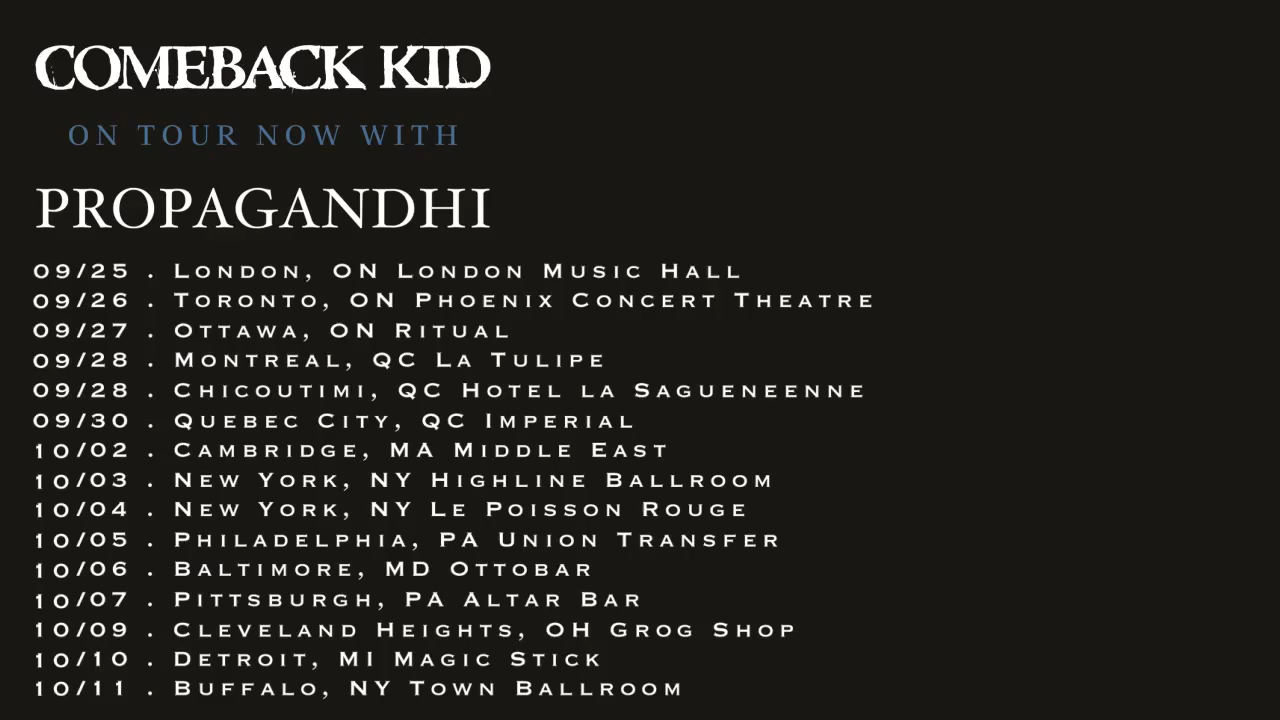 COMEBACK KID
ON TOUR NOW WITH
PROPAGANDHI
09/25 . London, ON London Music Hall
09/26 . Toronto, ON Phoenix Concert Theatre
09/27 . Ottawa, ON Ritual
09/28 . Montreal, QC La Tulipe
09/28 . Chicoutimi, QC Hotel la Sagueneenne
09/30 . Quebec City, QC Imperial
10/02 . Cambridge, MA Middle East
10/03 . New York, NY Highline Ballroom
10/04 . New York, NY Le Poisson Rouge
10/05 . Philadelphia, PA Union Transfer
10/06 . Baltimore, MD Ottobar
10/07 . Pittsburgh, PA Altar Bar
10/09 . Cleveland Heights, OH Grog Shop
10/10 . Detroit, MI Magic Stick
10/11 . Buffalo, NY Town Ballroom